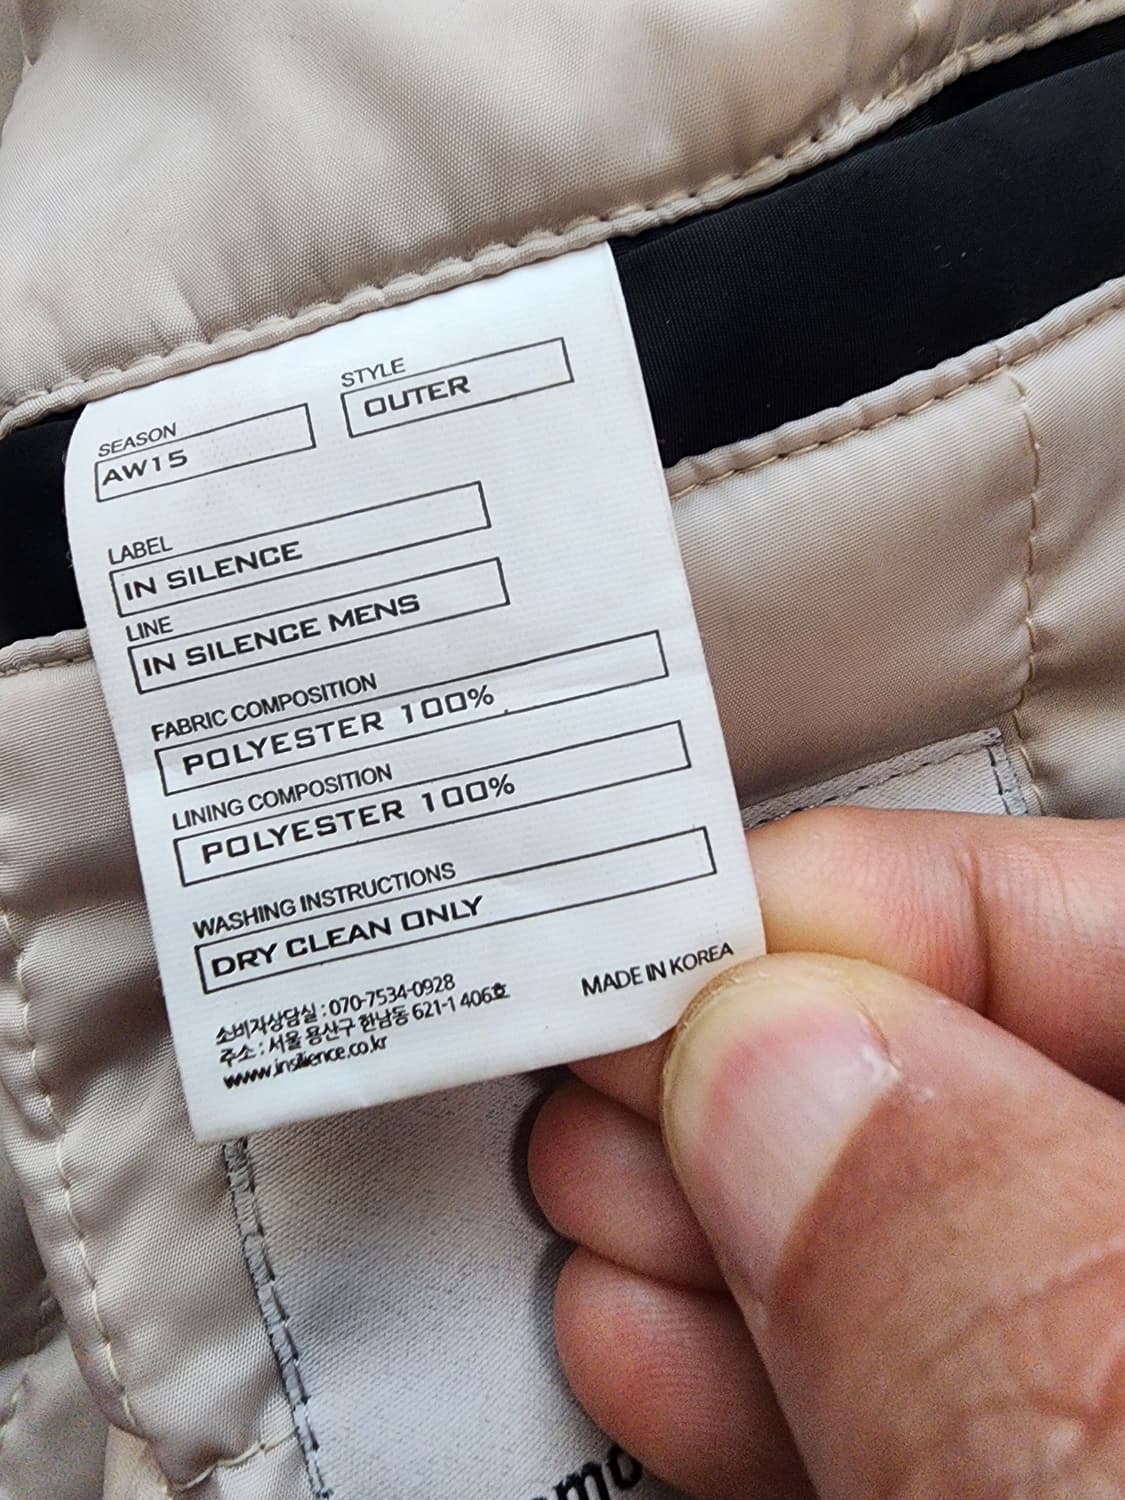 SEASON
AW15
STYLE
OUTER
LABEL
IN SILENCE
LINE
IN SILENCE MENS
FABRIC COMPOSITION
POLYESTER 100%
LINING COMPOSITION
POLYESTER 100%
WASHING INSTRUCTIONS
DRY CLEAN ONLY
소비자상담실 : 070-7534-0928
주소 : 서울 용산구 한남동 621-1 406호
www.insilence.co.kr
MADE IN KOREA